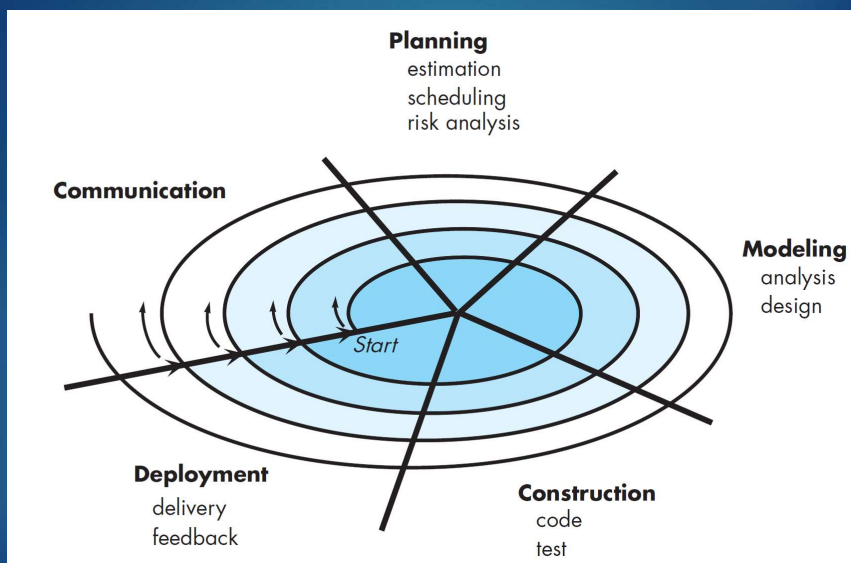 Planning
estimation
scheduling
risk analysis
Communication
Modeling
analysis
design
Start
Deployment
delivery
feedback
Construction
code
test